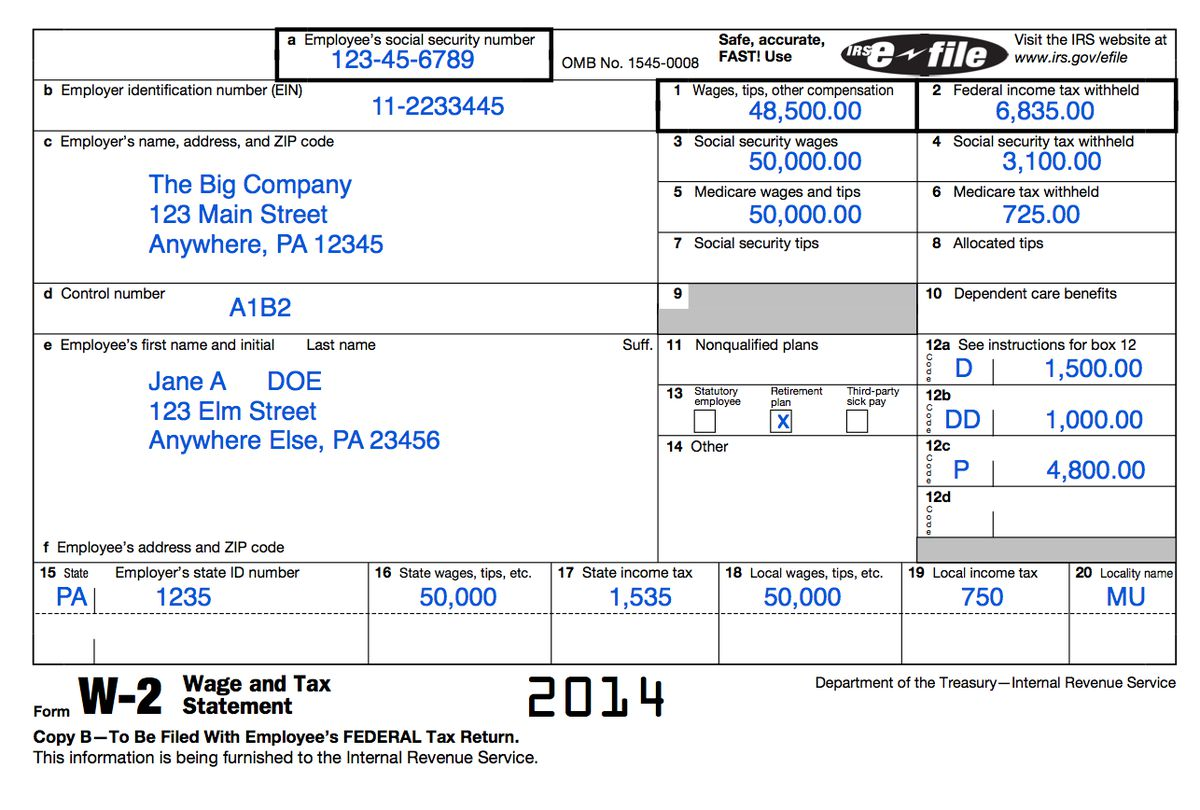 a Employee's social security number
123-45-6789
OMB No. 1545-0008
Safe, accurate,
FAST! Use
IRS e-file
Visit the IRS website at
www.irs.gov/efile
b Employer identification number (EIN)
11-2233445
1 Wages, tips, other compensation
48,500.00
2 Federal income tax withheld
6,835.00
c Employer's name, address, and ZIP code
The Big Company
123 Main Street
Anywhere, PA 12345
3 Social security wages
50,000.00
4 Social security tax withheld
3,100.00
5 Medicare wages and tips
50,000.00
6 Medicare tax withheld
725.00
7 Social security tips
8 Allocated tips
d Control number
A1B2
9
10 Dependent care benefits
e Employee's first name and initial Last name Suff.
Jane A DOE
123 Elm Street
Anywhere Else, PA 23456
f Employee's address and ZIP code
11 Nonqualified plans
12a See instructions for box 12
Code D 1,500.00
13 Statutory employee Retirement plan Third-party sick pay
X
12b
Code DD 1,000.00
14 Other
12c
Code P 4,800.00
12d
Code
15 State Employer's state ID number
PA 1235
16 State wages, tips, etc.
50,000
17 State income tax
1,535
18 Local wages, tips, etc.
50,000
19 Local income tax
750
20 Locality name
MU
Form W-2 Wage and Tax
Statement
2014
Department of the Treasury—Internal Revenue Service
Copy B—To Be Filed With Employee's FEDERAL Tax Return.
This information is being furnished to the Internal Revenue Service.